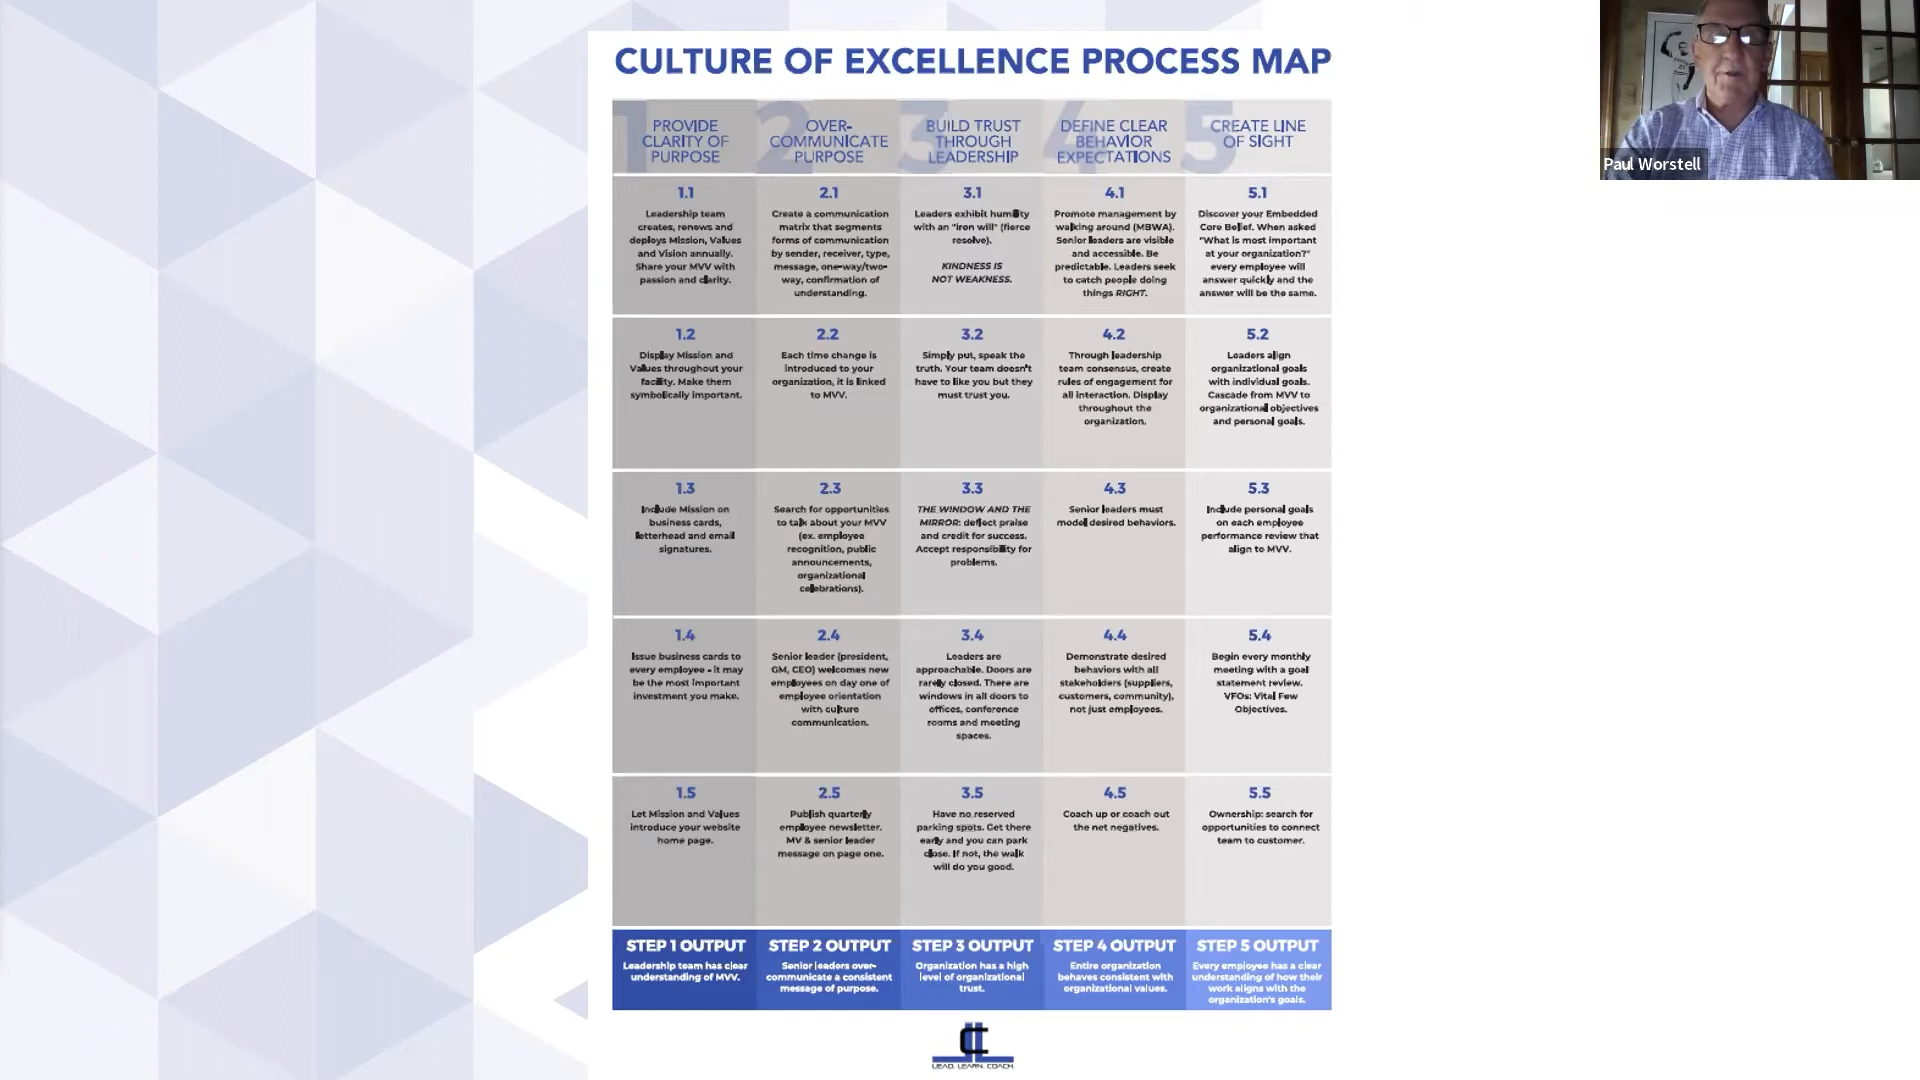 CULTURE OF EXCELLENCE PROCESS MAP
1
PROVIDE
CLARITY OF
PURPOSE
2
OVER-
COMMUNICATE
PURPOSE
3
BUILD TRUST
THROUGH
LEADERSHIP
4
DEFINE CLEAR
BEHAVIOR
EXPECTATIONS
5
CREATE LINE
OF SIGHT
1.1
Leadership team
creates, renews and
deploys Mission, Values
and Vision annually.
Share your MVV with
passion and clarity.
2.1
Create a communication
matrix that segments
forms of communication
by sender, receiver, type,
message, one-way/two-
way, confirmation of
understanding.
3.1
Leaders exhibit humility
with an "iron will" (fierce
resolve).
KINDNESS IS
NOT WEAKNESS.
4.1
Promote management by
walking around (MBWA).
Senior leaders are visible
and accessible. Be
predictable. Leaders seek
to catch people doing
things RIGHT.
5.1
Discover your Embedded
Core Belief. When asked
"What is most important
at your organization?"
every employee will
answer quickly and the
answer will be the same.
1.2
Display Mission and
Values throughout your
facility. Make them
symbolically important.
2.2
Each time change is
introduced to your
organization, it is linked
to MVV.
3.2
Simply put, speak the
truth. Your team doesn't
have to like you but they
must trust you.
4.2
Through leadership
team consensus, create
rules of engagement for
all interaction. Display
throughout the
organization.
5.2
Leaders align
organizational goals
with individual goals.
Cascade from MVV to
organizational objectives
and personal goals.
1.3
Include Mission on
business cards,
letterhead and email
signatures.
2.3
Search for opportunities
to talk about your MVV
(ex. employee
recognition, public
announcements,
organizational
celebrations).
3.3
THE WINDOW AND THE
MIRROR: deflect praise
and credit for success.
Accept responsibility for
problems.
4.3
Senior leaders must
model desired behaviors.
5.3
Include personal goals
on each employee
performance review that
align to MVV.
1.4
Issue business cards to
every employee - it may
be the most important
investment you make.
2.4
Senior leader (president,
GM, CEO) welcomes new
employees on day one of
employee orientation
with culture
communication.
3.4
Leaders are
approachable. Doors are
rarely closed. There are
windows in all doors to
offices, conference
rooms and meeting
spaces.
4.4
Demonstrate desired
behaviors with all
stakeholders (suppliers,
customers, community),
not just employees.
5.4
Begin every monthly
meeting with a goal
statement review.
VFOs: Vital Few
Objectives.
1.5
Let Mission and Values
introduce your website
home page.
2.5
Publish quarterly
employee newsletter.
MV & senior leader
message on page one.
3.5
Have no reserved
parking spots. Get there
early and you can park
close. If not, the walk
will do you good.
4.5
Coach up or coach out
the net negatives.
5.5
Ownership: search for
opportunities to connect
team to customer.
STEP 1 OUTPUT
Leadership team has clear
understanding of MVV.
STEP 2 OUTPUT
Senior leaders over-
communicate a consistent
message of purpose.
STEP 3 OUTPUT
Organization has a high
level of organizational
trust.
STEP 4 OUTPUT
Entire organization
behaves consistent with
organizational values.
STEP 5 OUTPUT
Every employee has a clear
understanding of how their
work aligns with the
organization's goals.
LEAD. LEARN. COACH.
Paul Worstell